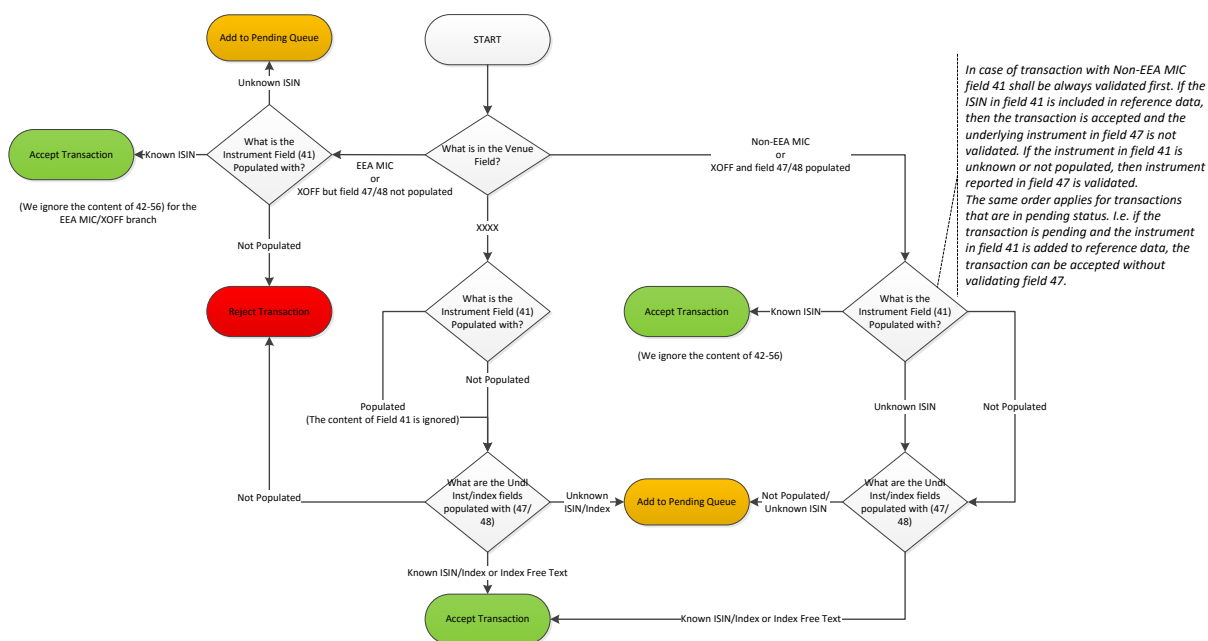 Add to Pending Queue
START
Unknown ISIN
In case of transaction with Non-EEA MIC
field 41 shall be always validated first. If the
ISIN in field 41 is included in reference data,
then the transaction is accepted and the
underlying instrument in field 47 is not
validated. If the instrument in field 41 is
unknown or not populated, then instrument
reported in field 47 is validated.
The same order applies for transactions
that are in pending status. I.e. if the
transaction is pending and the instrument
in field 41 is added to reference data, the
transaction can be accepted without
validating field 47.
Accept Transaction
Known ISIN
What is the
Instrument Field (41)
Populated with?
EEA MIC
or
XOFF but field 47/48 not populated
What is in the Venue
Field?
Non-EEA MIC
or
XOFF and field 47/48 populated
(We ignore the content of 42-56) for the
EEA MIC/XOFF branch
Not Populated
XXXX
Reject Transaction
What is the
Instrument Field (41)
Populated with?
Accept Transaction
Known ISIN
What is the
Instrument Field (41)
Populated with?
(We ignore the content of 42-56)
Not Populated
Populated
(The content of Field 41 is ignored)
Unknown ISIN
Not Populated
Not Populated
What are the Undl
Inst/index fields
populated with (47/
48)
Unknown
ISIN/Index
Add to Pending Queue
Not Populated/
Unknown ISIN
What are the Undl
Inst/index fields
populated with (47/
48)
Known ISIN/Index or Index Free Text
Accept Transaction
Known ISIN/Index or Index Free Text